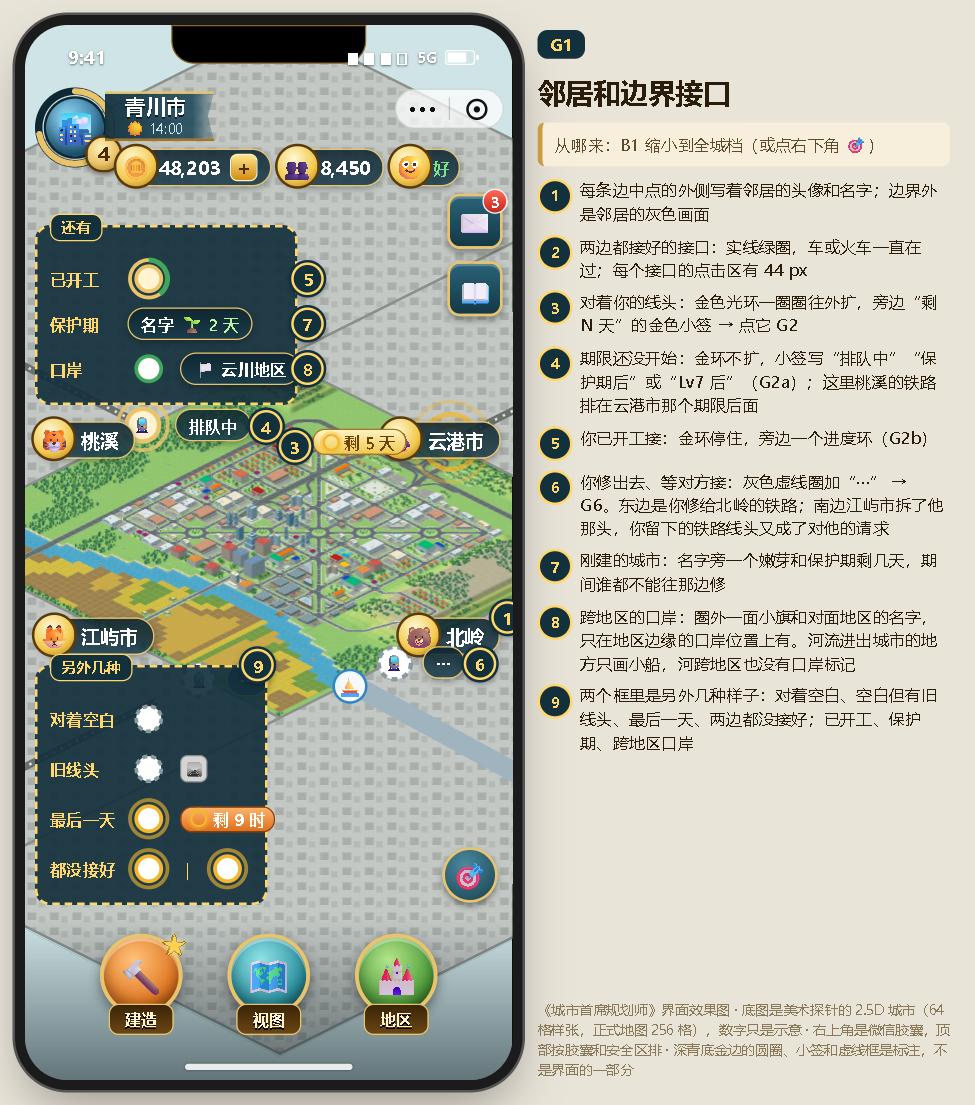 9:41
5G
青川市
14:00
4
48,203
+
8,450
好
3
还有
已开工
5
保护期
名字
2 天
7
口岸
云川地区
8
桃溪
排队中
4
3
剩 5 天
云港市
江屿市
北岭
1
另外几种
9
…
6
对着空白
旧线头
最后一天
剩 9 时
都没接好
建造
视图
地区
G1
邻居和边界接口
从哪来：B1 缩小到全城档（或点右下角 🎯 ）
1
每条边中点的外侧写着邻居的头像和名字；边界外
是邻居的灰色画面
2
两边都接好的接口：实线绿圈，车或火车一直在
过；每个接口的点击区有 44 px
3
对着你的线头：金色光环一圈圈往外扩，旁边“剩
N 天”的金色小签 → 点它 G2
4
期限还没开始：金环不扩，小签写“排队中”“保
护期后”或“Lv7 后”（G2a）；这里桃溪的铁路
排在云港市那个期限后面
5
你已开工接：金环停住，旁边一个进度环（G2b）
6
你修出去、等对方接：灰色虚线圈加“…” →
G6。东边是你修给北岭的铁路；南边江屿市拆了他
那头，你留下的铁路线头又成了对他的请求
7
刚建的城市：名字旁一个嫩芽和保护期剩几天，期
间谁都不能往那边修
8
跨地区的口岸：圈外一面小旗和对面地区的名字，
只在地区边缘的口岸位置上有。河流进出城市的地
方只画小船，河跨地区也没有口岸标记
9
两个框里是另外几种样子：对着空白、空白但有旧
线头、最后一天、两边都没接好；已开工、保护
期、跨地区口岸
《城市首席规划师》界面效果图 · 底图是美术探针的 2.5D 城市（64
格样张，正式地图 256 格），数字只是示意 · 右上角是微信胶囊，顶
部按胶囊和安全区排 · 深青底金边的圆圈、小签和虚线框是标注，不
是界面的一部分